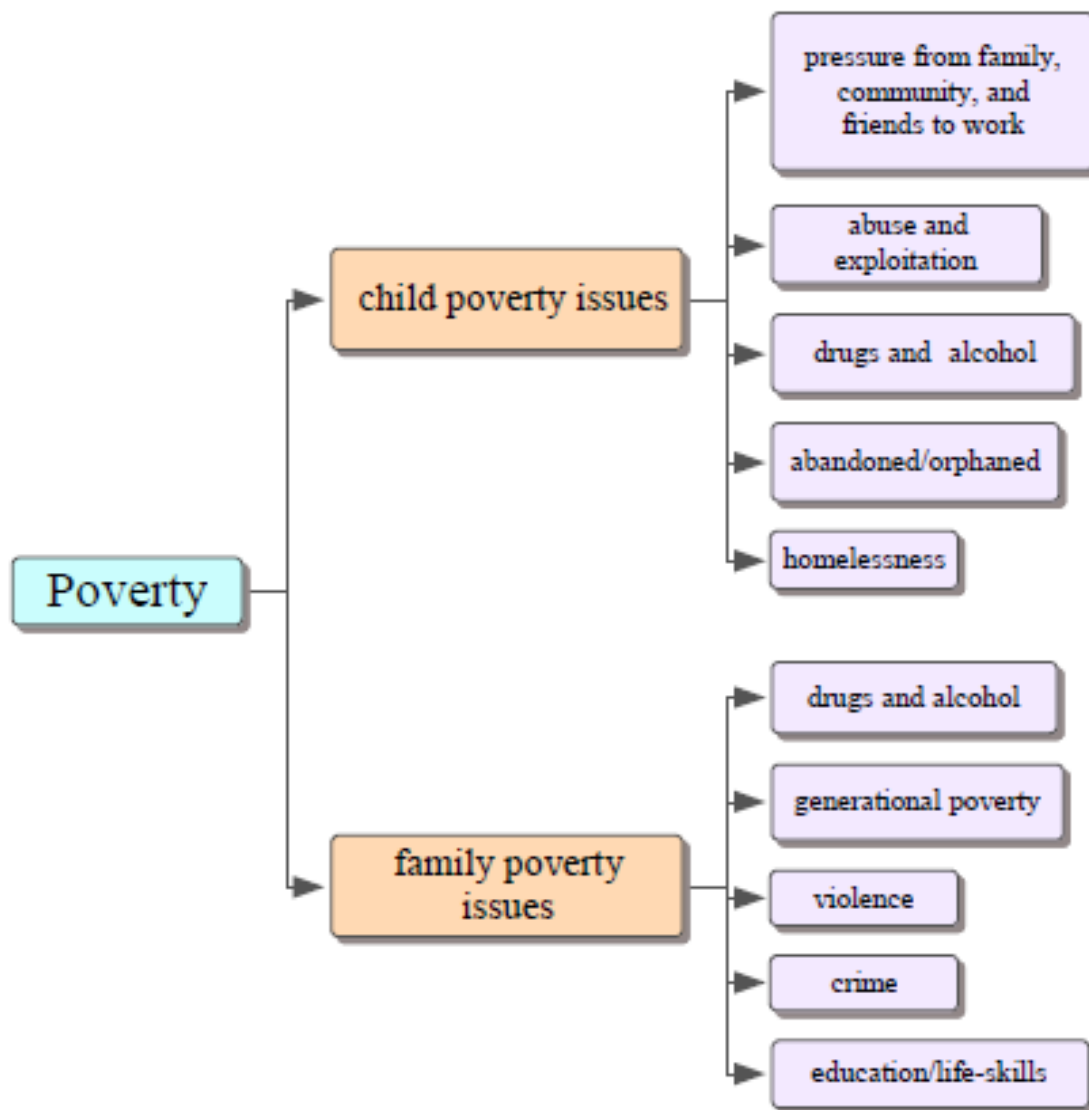 pressure from family,
community, and
friends to work
abuse and
exploitation
child poverty issues
drugs and alcohol
abandoned/orphaned
homelessness
Poverty
drugs and alcohol
generational poverty
family poverty
issues
violence
crime
education/life-skills